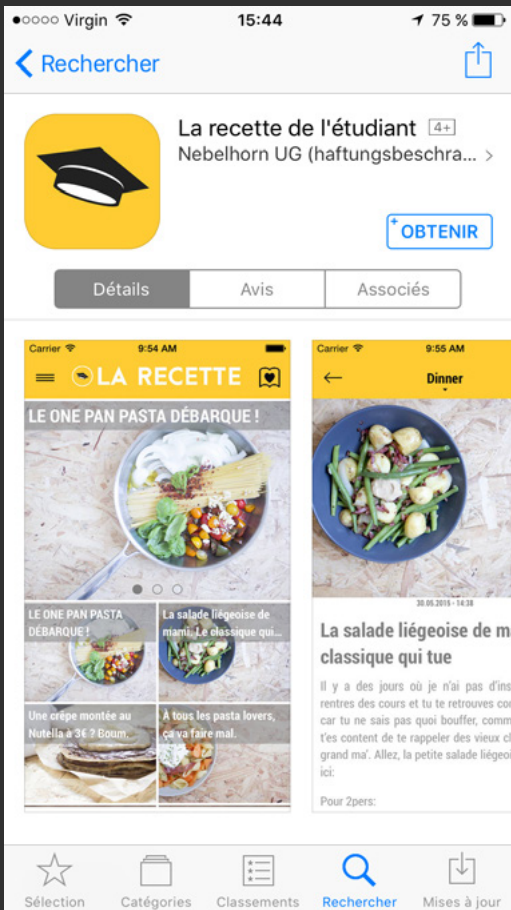 Virgin 15:44 75 %
Rechercher
La recette de l'étudiant 4+
Nebelhorn UG (haftungsbeschra...
+ OBTENIR
Détails Avis Associés
Carrier 9:54 AM
LA RECETTE
LE ONE PAN PASTA DÉBARQUE !
LE ONE PAN PASTA
DÉBARQUE !
La salade liégeoise de
mami. Le classique qui...
Une crêpe montée au
Nutella à 3€ ? Boum.
À tous les pasta lovers,
ça va faire mal.
Carrier 9:55 AM
Dinner
30.05.2015 - 14:38
La salade liégeoise de m
classique qui tue
Il y a des jours où je n'ai pas d'ins
rentres des cours et tu te retrouves co
car tu ne sais pas quoi bouffer, comm
t'es content de te rappeler des vieux cl
grand ma'. Allez, la petite salade liégeoi
ici:
Pour 2pers:
Sélection Catégories Classements Rechercher Mises à jour